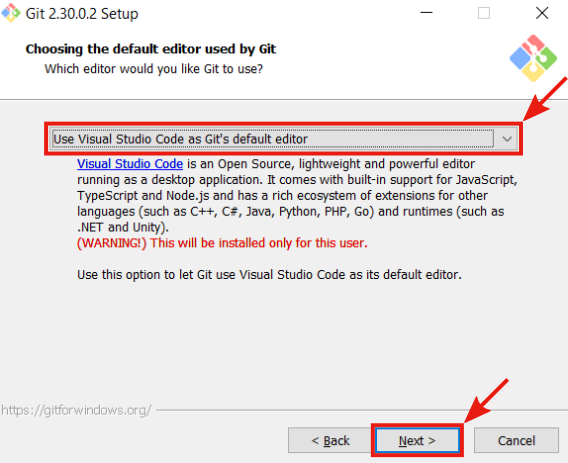 Git 2.30.0.2 Setup
Choosing the default editor used by Git
Which editor would you like Git to use?
Use Visual Studio Code as Git's default editor
Visual Studio Code is an Open Source, lightweight and powerful editor
running as a desktop application. It comes with built-in support for JavaScript,
TypeScript and Node.js and has a rich ecosystem of extensions for other
languages (such as C++, C#, Java, Python, PHP, Go) and runtimes (such as
.NET and Unity).
(WARNING!) This will be installed only for this user.
Use this option to let Git use Visual Studio Code as its default editor.
https://gitforwindows.org/
< Back
Next >
Cancel